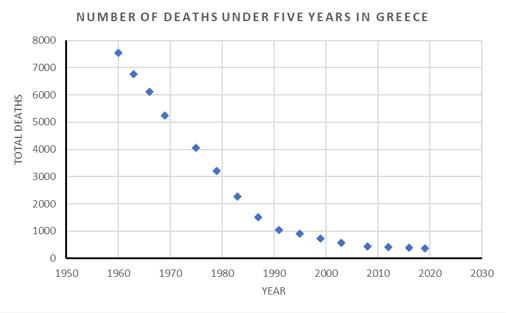 NUMBER OF DEATHS UNDER FIVE YEARS IN GREECE
TOTAL DEATHS
8000
7000
6000
5000
4000
3000
2000
1000
0
1950 1960 1970 1980 1990 2000 2010 2020 2030
YEAR